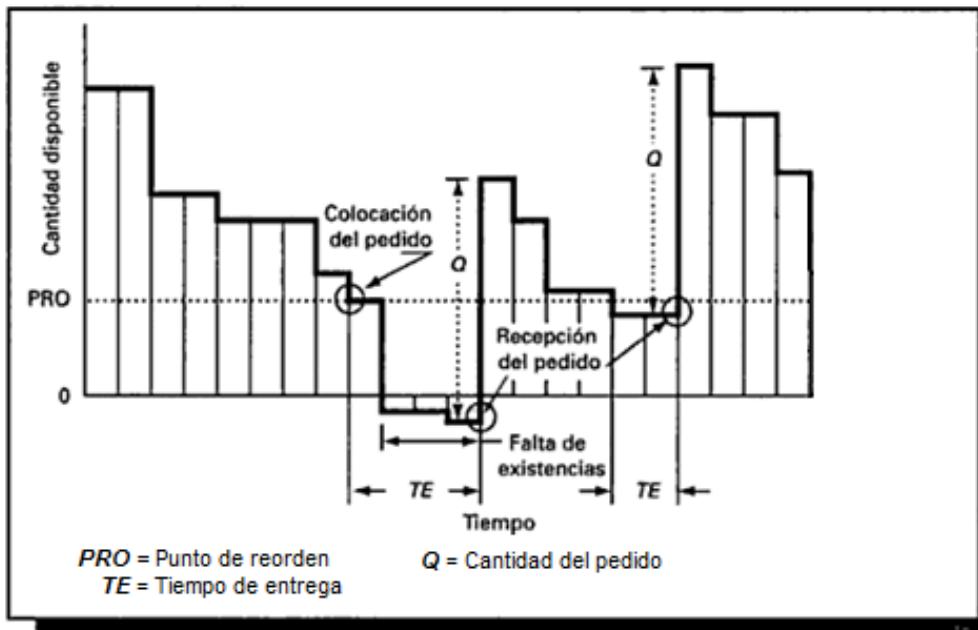 Cantidad disponible
Colocación
del pedido
Q
Q
PRO
Recepción
del pedido
0
Falta de
existencias
TE
TE
Tiempo
PRO = Punto de reorden
Q = Cantidad del pedido
TE = Tiempo de entrega